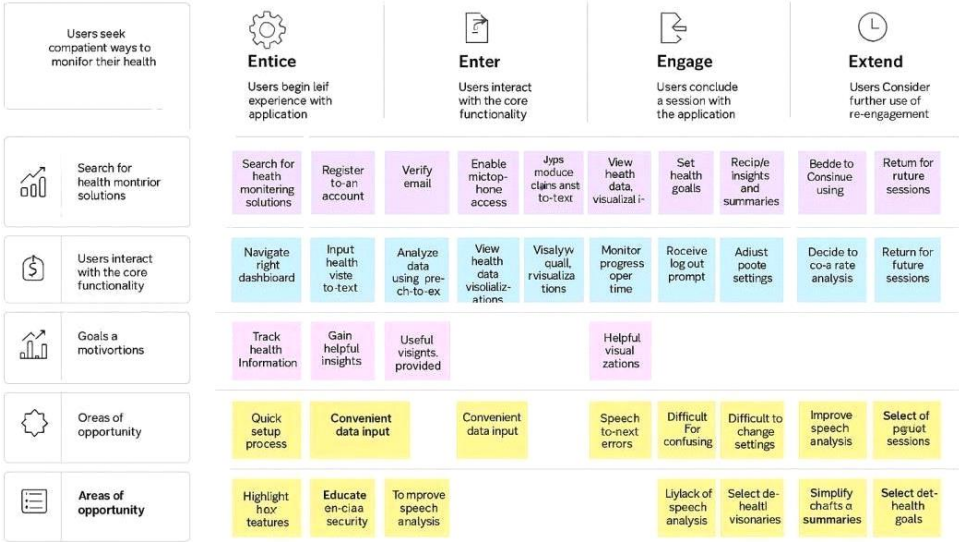 Users seek
compatient ways to
monifor their health
Entice
Users begin leif
experience with
application
Enter
Users interact
with the core
functionality
Engage
Users conclude
a session with
the application
Extend
Users Consider
further use of
re-engagement
Search for
health montrior
solutions
Search for
heath
monitering
solutions
Register
to-an
account
Verify
email
Enable
mictop-
hone
access
Jyps
modluce
clains anst
to-text
View
heath
data,
visualizal i-
Set
health
goalls
Recip/e
insights
and
summaries
Bedde to
Conslinue
using
Retum for
ruture
sessions
Users interact
with the core
functionality
Navigate
right
dashboard
Input
health
viste
to-text
Analyze
data
using pre-
ch-to-ex
View
health
data
visolializ-
ations
Visalyvv
quall,
rvisualiza
tions
Monitor
progress
oper
time
Roceive
log out
prompt
Adiust
poote
settings
Decide to
co-a rate
analysis
Return for
future
sessions
Goals a
motivortions
Track
health
Information
Gain
helpful
insights
Useful
visignts.
provided
Helpful
visual
zations
Oreas of
opportunity
Quick
setup
process
Convenient
data input
Convenient
data input
Speech
to-next
errors
Difficult
For
confusing
Difficult to
change
settings
Improve
speech
analysis
Select of
sessions
Areas of
opportunity
Highlight
hox
teatures
Educate
en-ciaa
security
To improve
speech
analysis
Liylack of
speech
analysis
Select de-
healtl
visonaries
Simplify
chafts α
summaries
Select det-
health
goals